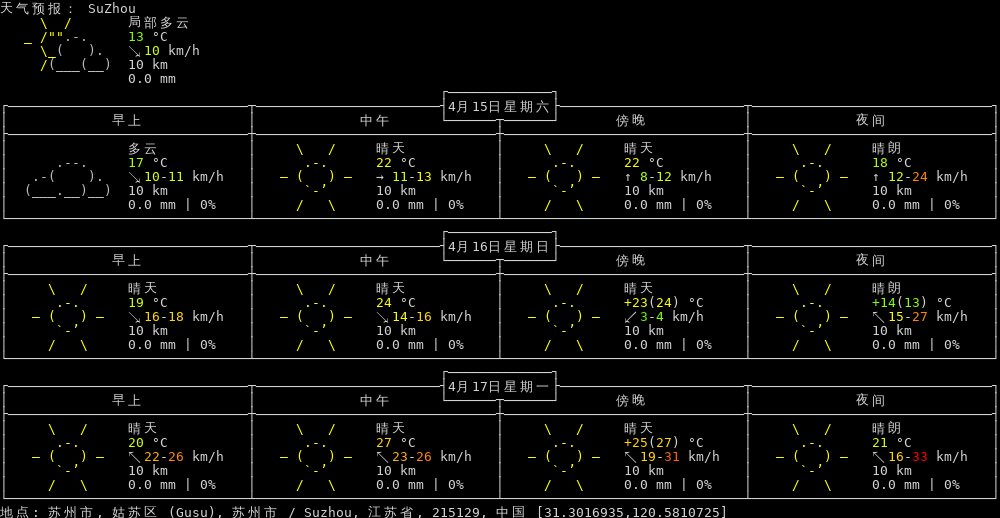 天气预报: SuZhou
局部多云
13 °C
↘10 km/h
10 km
0.0 mm
4月15日星期六
早上 中午 傍晚 夜间
多云 晴天 晴天 晴朗
17 °C 22 °C 22 °C 18 °C
↘10-11 km/h → 11-13 km/h ↑ 8-12 km/h ↑ 12-24 km/h
10 km 10 km 10 km 10 km
0.0 mm | 0% 0.0 mm | 0% 0.0 mm | 0% 0.0 mm | 0%
4月16日星期日
早上 中午 傍晚 夜间
晴天 晴天 晴天 晴朗
19 °C 24 °C +23(24) °C +14(13) °C
↘16-18 km/h ↘14-16 km/h ↙3-4 km/h ↖15-27 km/h
10 km 10 km 10 km 10 km
0.0 mm | 0% 0.0 mm | 0% 0.0 mm | 0% 0.0 mm | 0%
4月17日星期一
早上 中午 傍晚 夜间
晴天 晴天 晴天 晴朗
20 °C 27 °C +25(27) °C 21 °C
↖22-26 km/h ↖23-26 km/h ↖19-31 km/h ↖16-33 km/h
10 km 10 km 10 km 10 km
0.0 mm | 0% 0.0 mm | 0% 0.0 mm | 0% 0.0 mm | 0%
地点: 苏州市, 姑苏区 (Gusu), 苏州市 / Suzhou, 江苏省, 215129, 中国 [31.3016935,120.5810725]